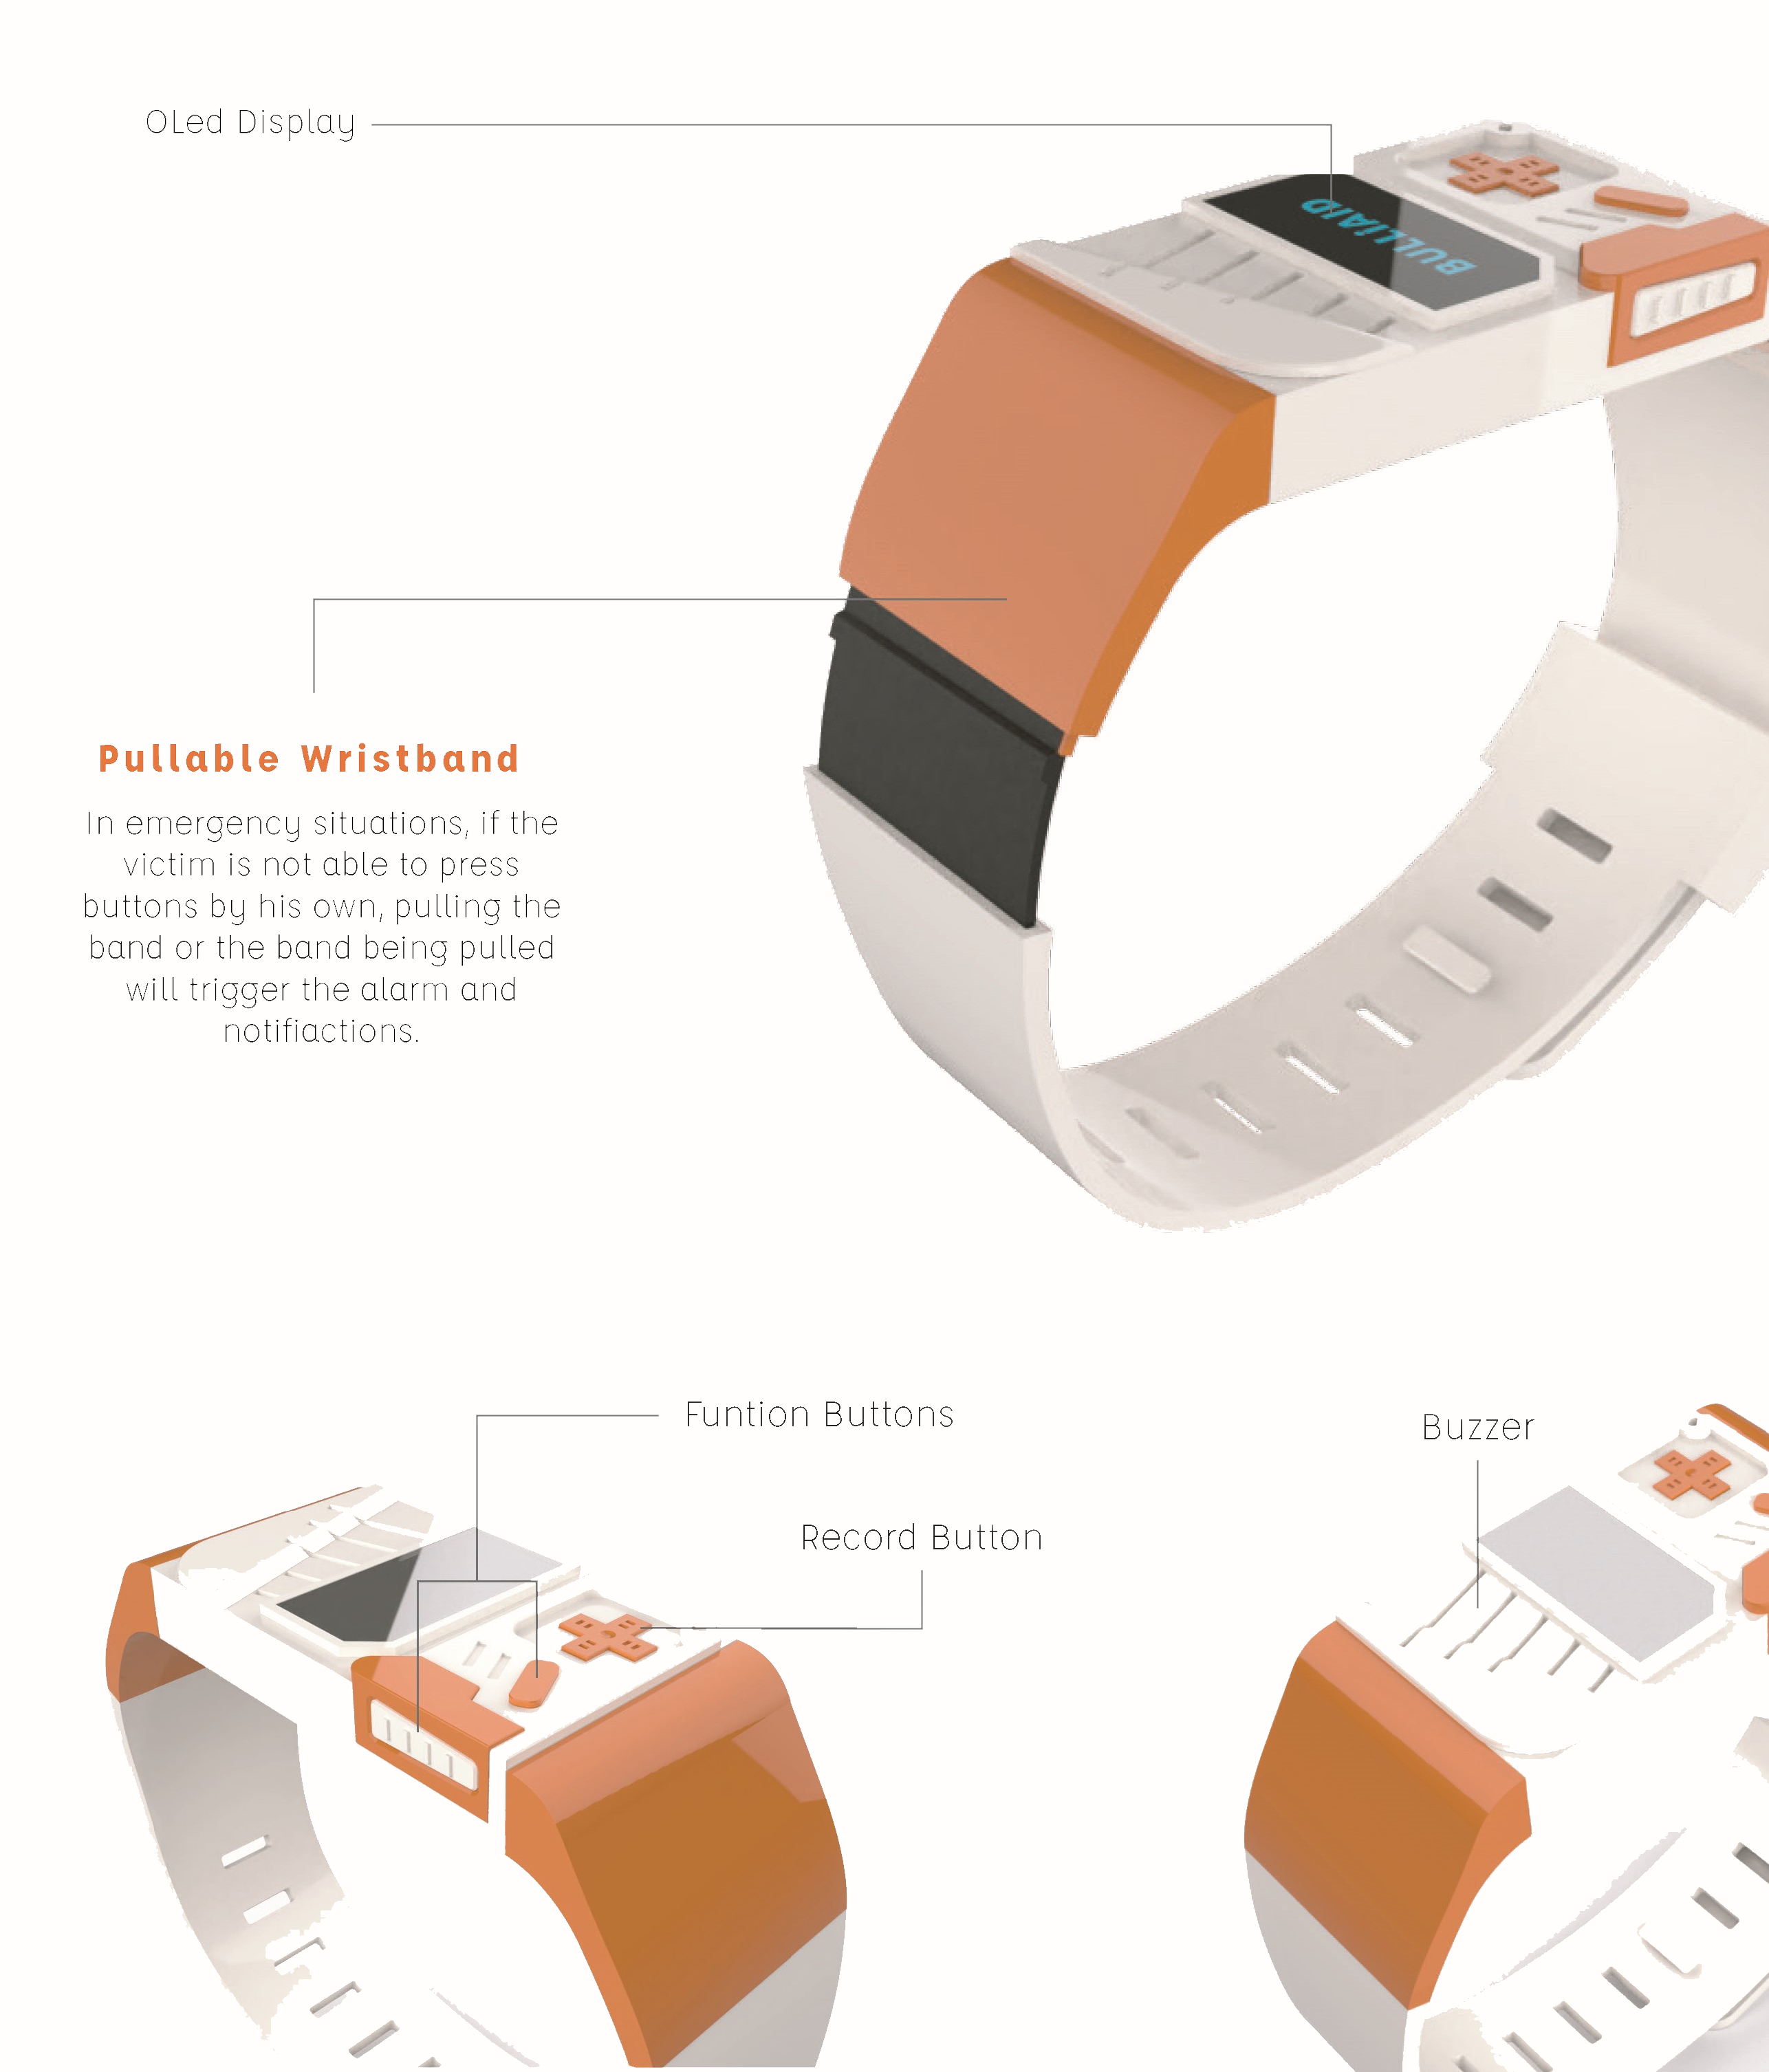 OLed Display
BULLiAID
Pullable Wristband
In emergency situations, if the
victim is not able to press
buttons by his own, pulling the
band or the band being pulled
will trigger the alarm and
notifiactions.
Funtion Buttons
Record Button
Buzzer